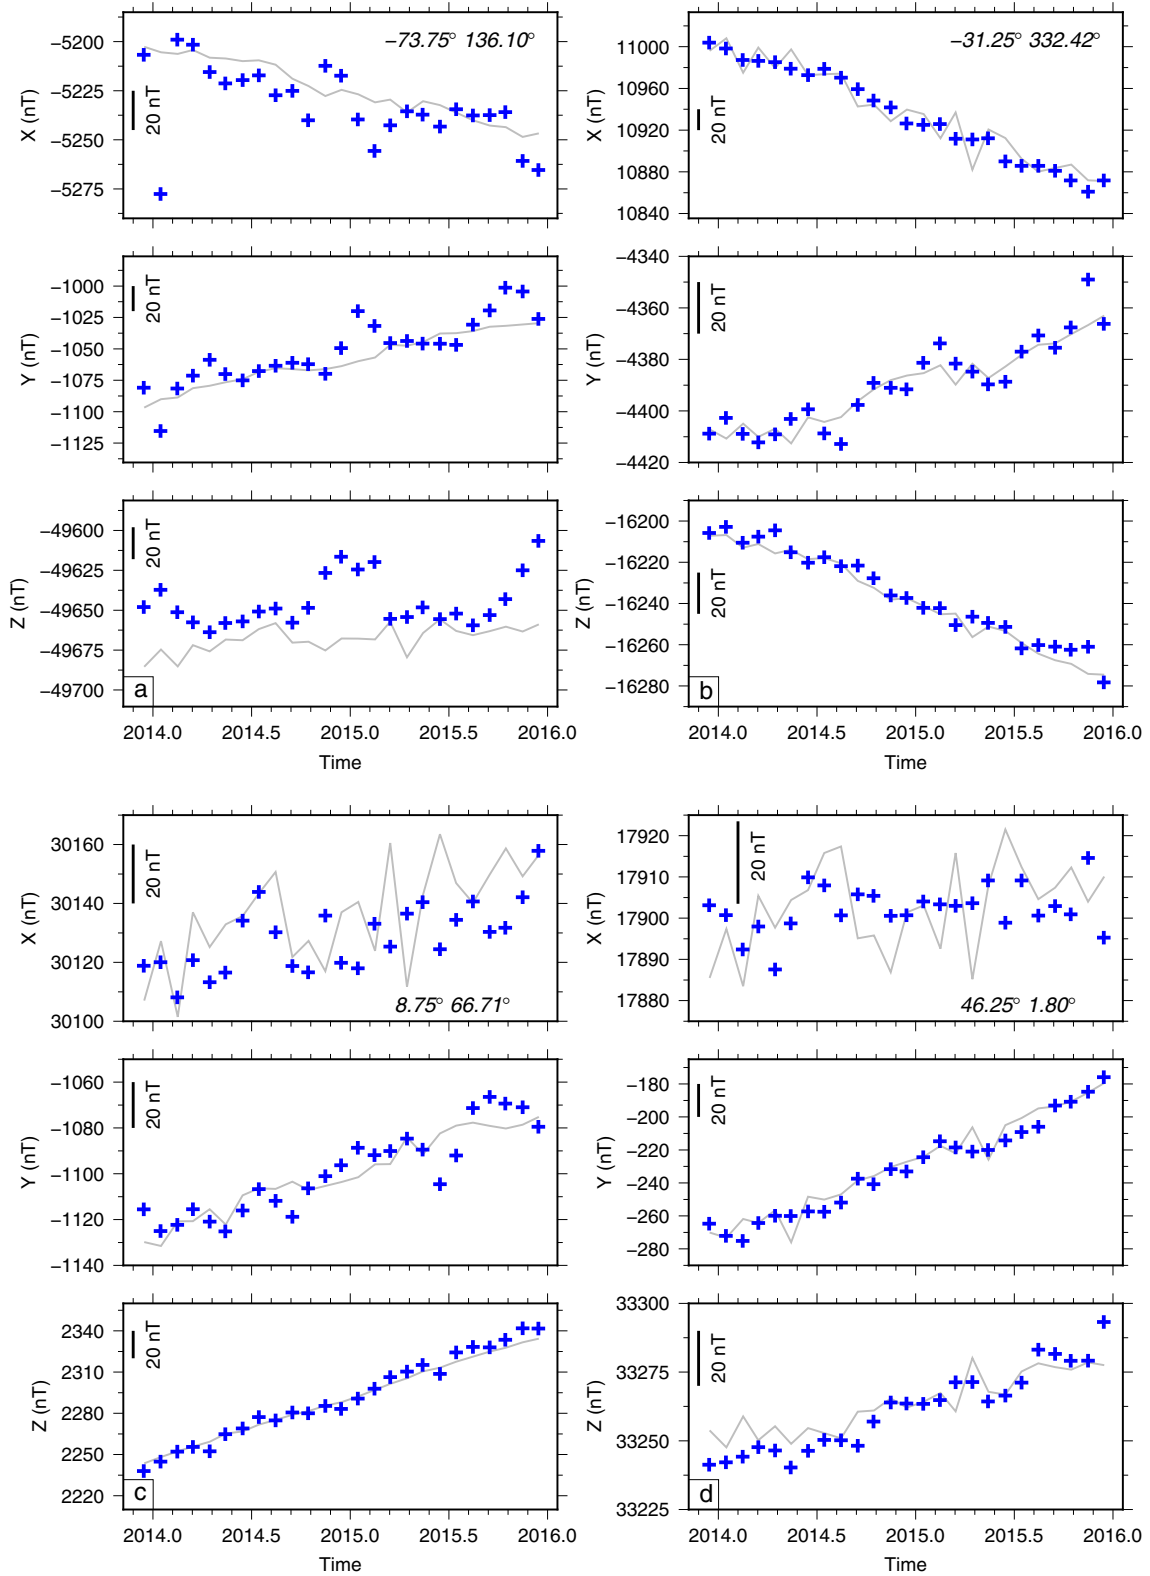 −5200
−5225
−5250
−5275
X (nT)
20 nT
−73.75° 136.10°
−1000
−1025
−1050
−1075
−1100
−1125
Y (nT)
20 nT
−49600
−49625
−49650
−49675
−49700
Z (nT)
20 nT
a
2014.0 2014.5 2015.0 2015.5 2016.0
Time
11000
10960
10920
10880
10840
X (nT)
20 nT
−31.25° 332.42°
−4340
−4360
−4380
−4400
−4420
Y (nT)
20 nT
−16200
−16220
−16240
−16260
−16280
Z (nT)
20 nT
b
2014.0 2014.5 2015.0 2015.5 2016.0
Time
30160
30140
30120
30100
X (nT)
20 nT
8.75° 66.71°
−1060
−1080
−1100
−1120
−1140
Y (nT)
20 nT
2340
2310
2280
2250
2220
Z (nT)
20 nT
c
2014.0 2014.5 2015.0 2015.5 2016.0
Time
17920
17910
17900
17890
17880
X (nT)
20 nT
46.25° 1.80°
−180
−200
−220
−240
−260
−280
Y (nT)
20 nT
33300
33275
33250
33225
Z (nT)
20 nT
d
2014.0 2014.5 2015.0 2015.5 2016.0
Time